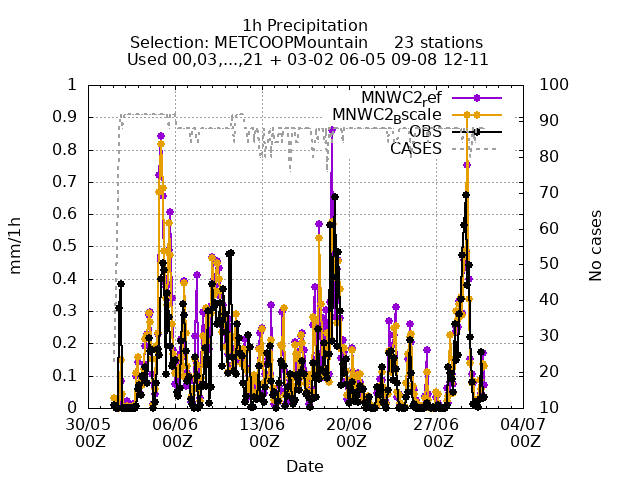 1h Precipitation
Selection: METCOOPMountain 23 stations
Used 00,03,...,21 + 03-02 06-05 09-08 12-11
1 100
0.9 90
0.8 80
0.7 70
0.6 60
0.5 50
0.4 40
0.3 30
0.2 20
0.1
0 10
MNWC2_ref
MNWC2_Bscale
OBS
CASES
mm/1h
No cases
30/05 06/06 13/06 20/06 27/06 04/07
00Z 00Z 00Z 00Z 00Z 00Z
Date